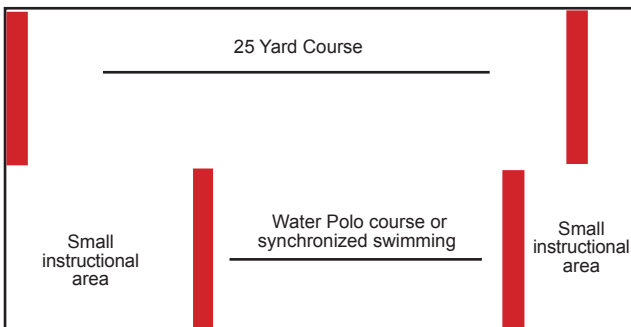 25 Yard Course
Water Polo course or
synchronized swimming
Small
instructional
area
Small
instructional
area